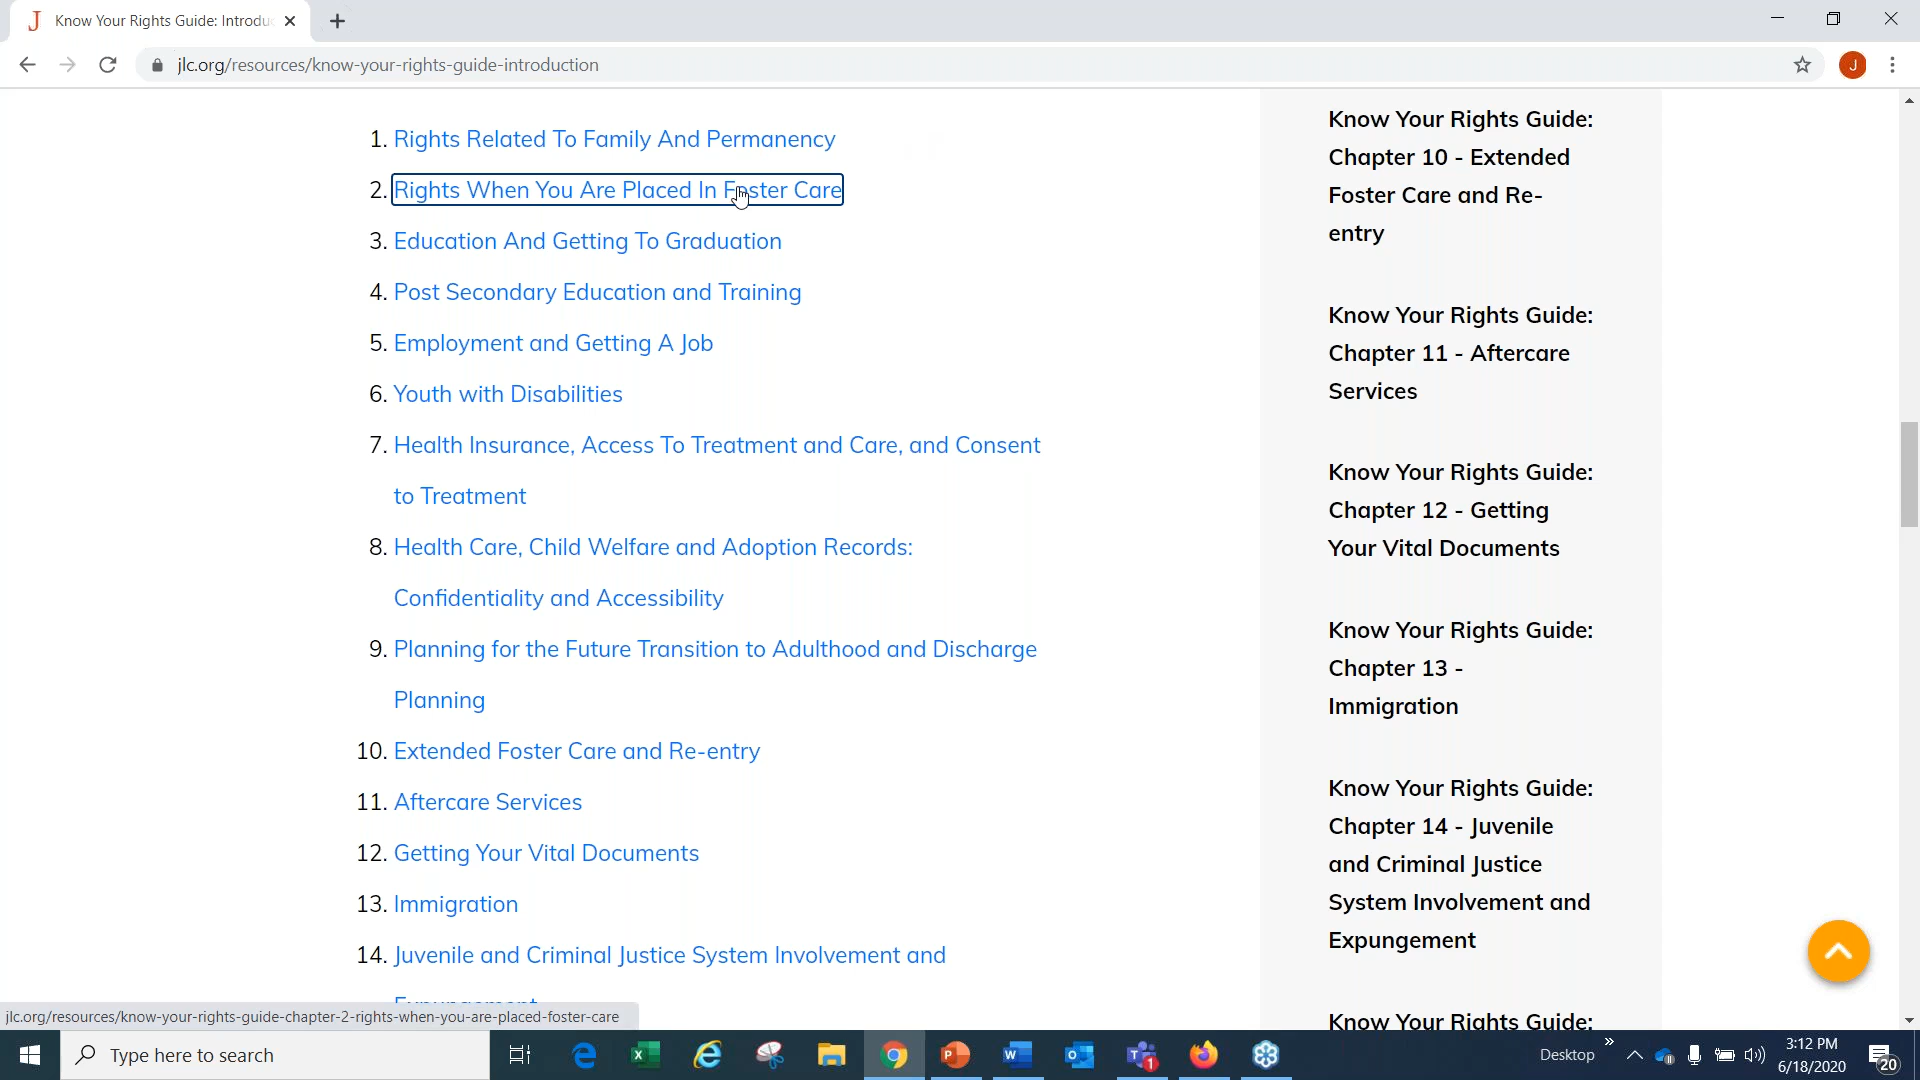 Know Your Rights Guide: Introdu
jlc.org/resources/know-your-rights-guide-introduction
J
1. Rights Related To Family And Permanency
2. Rights When You Are Placed In Foster Care
3. Education And Getting To Graduation
4. Post Secondary Education and Training
5. Employment and Getting A Job
6. Youth with Disabilities
7. Health Insurance, Access To Treatment and Care, and Consent
to Treatment
8. Health Care, Child Welfare and Adoption Records:
Confidentiality and Accessibility
9. Planning for the Future Transition to Adulthood and Discharge
Planning
10. Extended Foster Care and Re-entry
11. Aftercare Services
12. Getting Your Vital Documents
13. Immigration
14. Juvenile and Criminal Justice System Involvement and
Expungement
Know Your Rights Guide:
Chapter 10 - Extended
Foster Care and Re-
entry
Know Your Rights Guide:
Chapter 11 - Aftercare
Services
Know Your Rights Guide:
Chapter 12 - Getting
Your Vital Documents
Know Your Rights Guide:
Chapter 13 -
Immigration
Know Your Rights Guide:
Chapter 14 - Juvenile
and Criminal Justice
System Involvement and
Expungement
Know Your Rights Guide:
jlc.org/resources/know-your-rights-guide-chapter-2-rights-when-you-are-placed-foster-care
Type here to search
Desktop
3:12 PM
6/18/2020
20
1